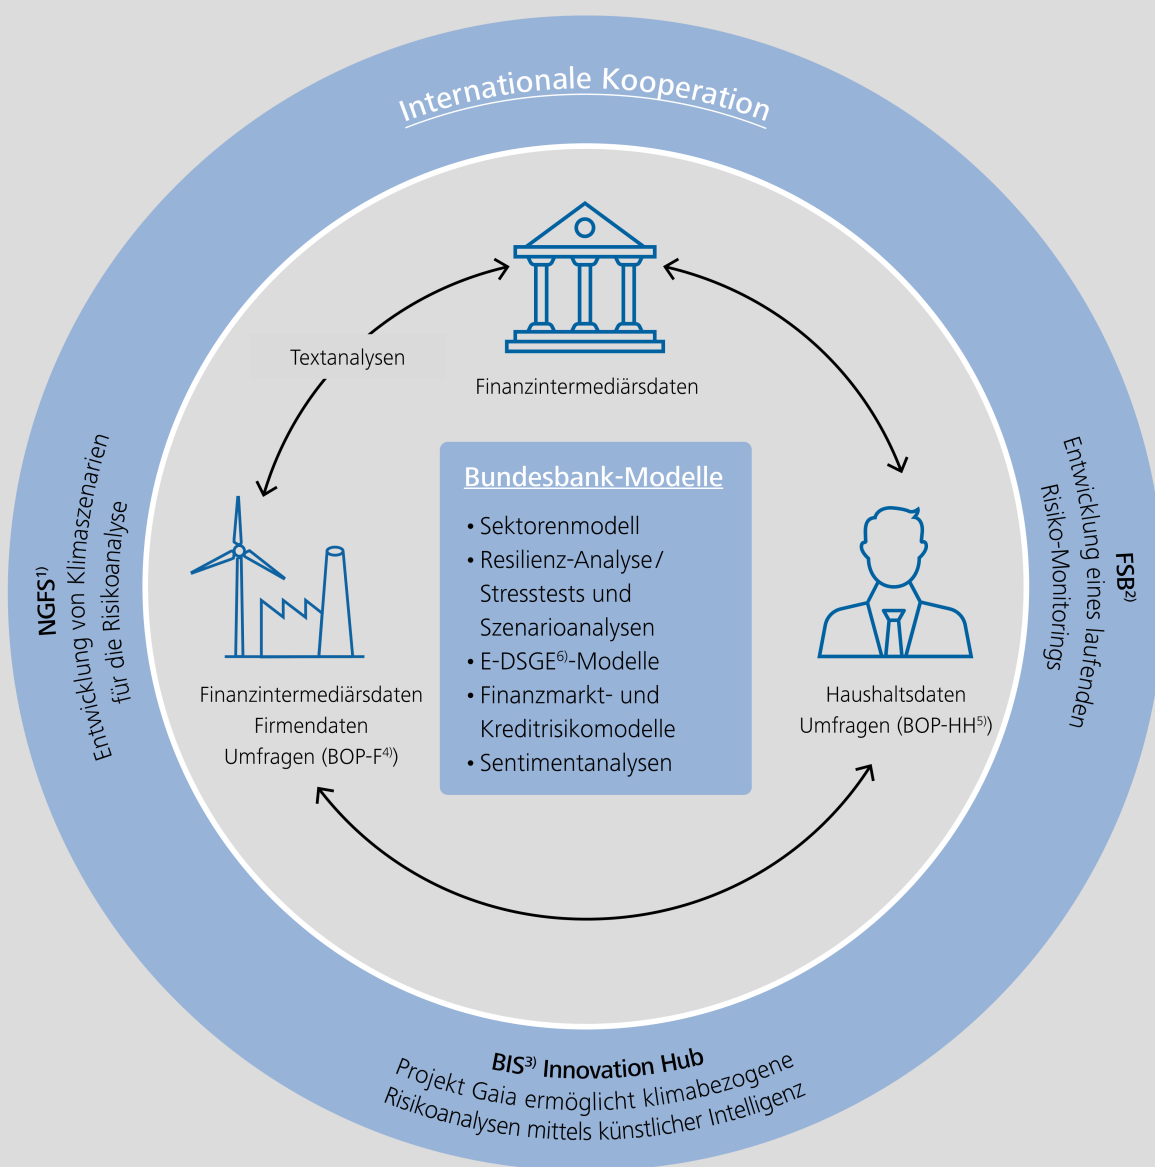 Internationale Kooperation
Textanalysen
Finanzintermediärsdaten
Bundesbank-Modelle
• Sektorenmodell
• Resilienz-Analyse/
Stresstests und
Szenarioanalysen
• E-DSGE⁶⁾-Modelle
• Finanzmarkt- und
Kreditrisikomodelle
• Sentimentanalysen
Finanzintermediärsdaten
Firmendaten
Umfragen (BOP-F⁴⁾)
Haushaltsdaten
Umfragen (BOP-HH⁵⁾)
NGFS¹⁾
Entwicklung von Klimaszenarien
für die Risikoanalyse
FSB²⁾
Entwicklung eines laufenden
Risiko-Monitorings
BIS³⁾ Innovation Hub
Projekt Gaia ermöglicht klimabezogene
Risikoanalysen mittels künstlicher Intelligenz